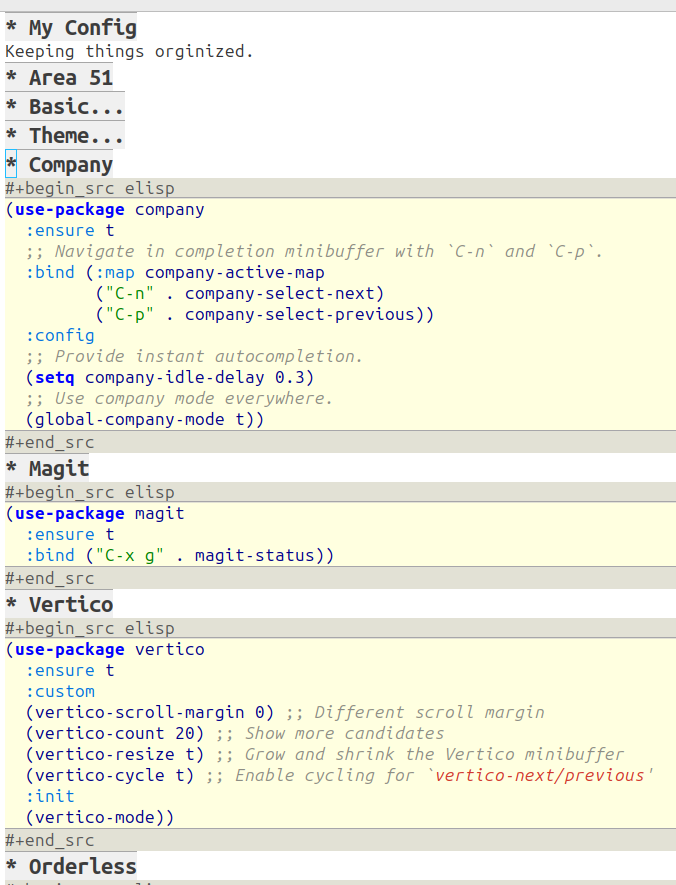 * My Config
Keeping things orginized.
* Area 51
* Basic...
* Theme...
* Company
#+begin_src elisp
(use-package company
  :ensure t
  ;; Navigate in completion minibuffer with `C-n` and `C-p`.
  :bind (:map company-active-map
         ("C-n" . company-select-next)
         ("C-p" . company-select-previous))
  :config
  ;; Provide instant autocompletion.
  (setq company-idle-delay 0.3)
  ;; Use company mode everywhere.
  (global-company-mode t))
#+end_src
* Magit
#+begin_src elisp
(use-package magit
  :ensure t
  :bind ("C-x g" . magit-status))
#+end_src
* Vertico
#+begin_src elisp
(use-package vertico
  :ensure t
  :custom
  (vertico-scroll-margin 0) ;; Different scroll margin
  (vertico-count 20) ;; Show more candidates
  (vertico-resize t) ;; Grow and shrink the Vertico minibuffer
  (vertico-cycle t) ;; Enable cycling for `vertico-next/previous'
  :init
  (vertico-mode))
#+end_src
* Orderless